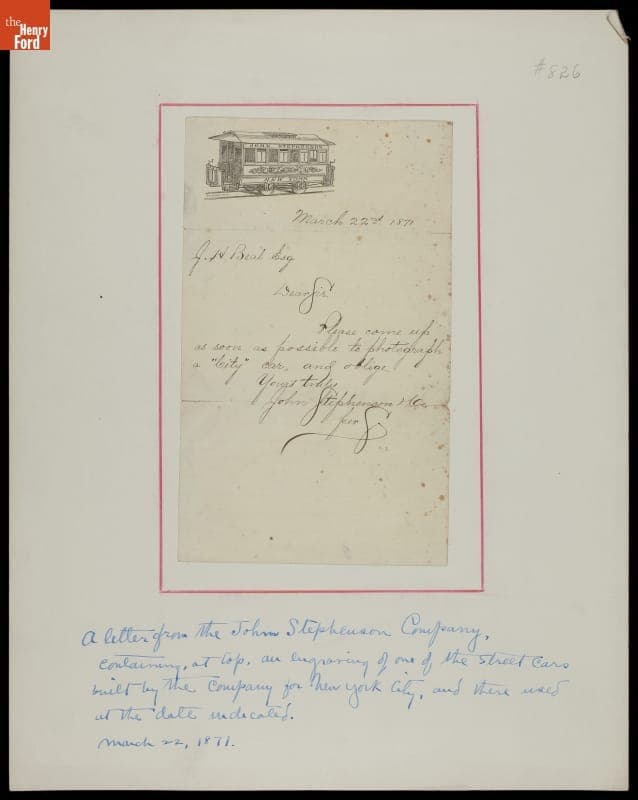 the
Henry
Ford
#826
JOHN STEPHENSON
NEW YORK
March 22nd 1871
J. H. Beal Esq
Dear Sir
Please come up
as soon as possible to photograph
a "City" car, and oblige
Yours truly
John Stephenson & Co.
per S.
A letter from the John Stephenson Company,
containing, at top, an engraving of one of the street cars
built by the Company for New York City, and there used
at the date indicated.
March 22, 1871.